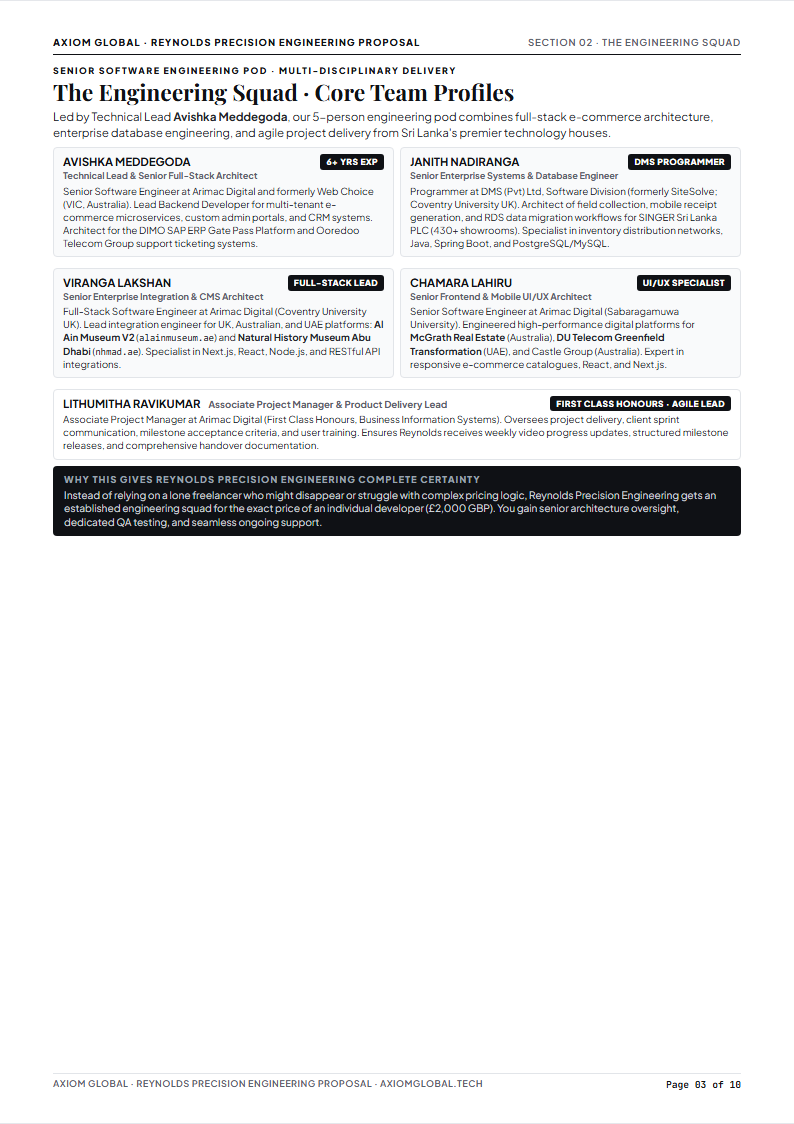 AXIOM GLOBAL · REYNOLDS PRECISION ENGINEERING PROPOSAL
SECTION 02 · THE ENGINEERING SQUAD
SENIOR SOFTWARE ENGINEERING POD · MULTI-DISCIPLINARY DELIVERY
The Engineering Squad · Core Team Profiles
Led by Technical Lead Avishka Meddegoda, our 5-person engineering pod combines full-stack e-commerce architecture,
enterprise database engineering, and agile project delivery from Sri Lanka's premier technology houses.
AVISHKA MEDDEGODA
6+ YRS EXP
Technical Lead & Senior Full-Stack Architect
Senior Software Engineer at Arimac Digital and formerly Web Choice
(VIC, Australia). Lead Backend Developer for multi-tenant e-
commerce microservices, custom admin portals, and CRM systems.
Architect for the DIMO SAP ERP Gate Pass Platform and Ooredoo
Telecom Group support ticketing systems.
JANITH NADIRANGA
DMS PROGRAMMER
Senior Enterprise Systems & Database Engineer
Programmer at DMS (Pvt) Ltd, Software Division (formerly SiteSolve;
Coventry University UK). Architect of field collection, mobile receipt
generation, and RDS data migration workflows for SINGER Sri Lanka
PLC (430+ showrooms). Specialist in inventory distribution networks,
Java, Spring Boot, and PostgreSQL/MySQL.
VIRANGA LAKSHAN
FULL-STACK LEAD
Senior Enterprise Integration & CMS Architect
Full-Stack Software Engineer at Arimac Digital (Coventry University
UK). Lead integration engineer for UK, Australian, and UAE platforms: Al
Ain Museum V2 (alainmuseum.ae) and Natural History Museum Abu
Dhabi (nhmad.ae). Specialist in Next.js, React, Node.js, and RESTful API
integrations.
CHAMARA LAHIRU
UI/UX SPECIALIST
Senior Frontend & Mobile UI/UX Architect
Senior Software Engineer at Arimac Digital (Sabaragamuwa
University). Engineered high-performance digital platforms for
McGrath Real Estate (Australia), DU Telecom Greenfield
Transformation (UAE), and Castle Group (Australia). Expert in
responsive e-commerce catalogues, React, and Next.js.
LITHUMITHA RAVIKUMAR Associate Project Manager & Product Delivery Lead
FIRST CLASS HONOURS · AGILE LEAD
Associate Project Manager at Arimac Digital (First Class Honours, Business Information Systems). Oversees project delivery, client sprint
communication, milestone acceptance criteria, and user training. Ensures Reynolds receives weekly video progress updates, structured milestone
releases, and comprehensive handover documentation.
WHY THIS GIVES REYNOLDS PRECISION ENGINEERING COMPLETE CERTAINTY
Instead of relying on a lone freelancer who might disappear or struggle with complex pricing logic, Reynolds Precision Engineering gets an
established engineering squad for the exact price of an individual developer (£2,000 GBP). You gain senior architecture oversight,
dedicated QA testing, and seamless ongoing support.
AXIOM GLOBAL · REYNOLDS PRECISION ENGINEERING PROPOSAL · AXIOMGLOBAL.TECH
Page 03 of 10